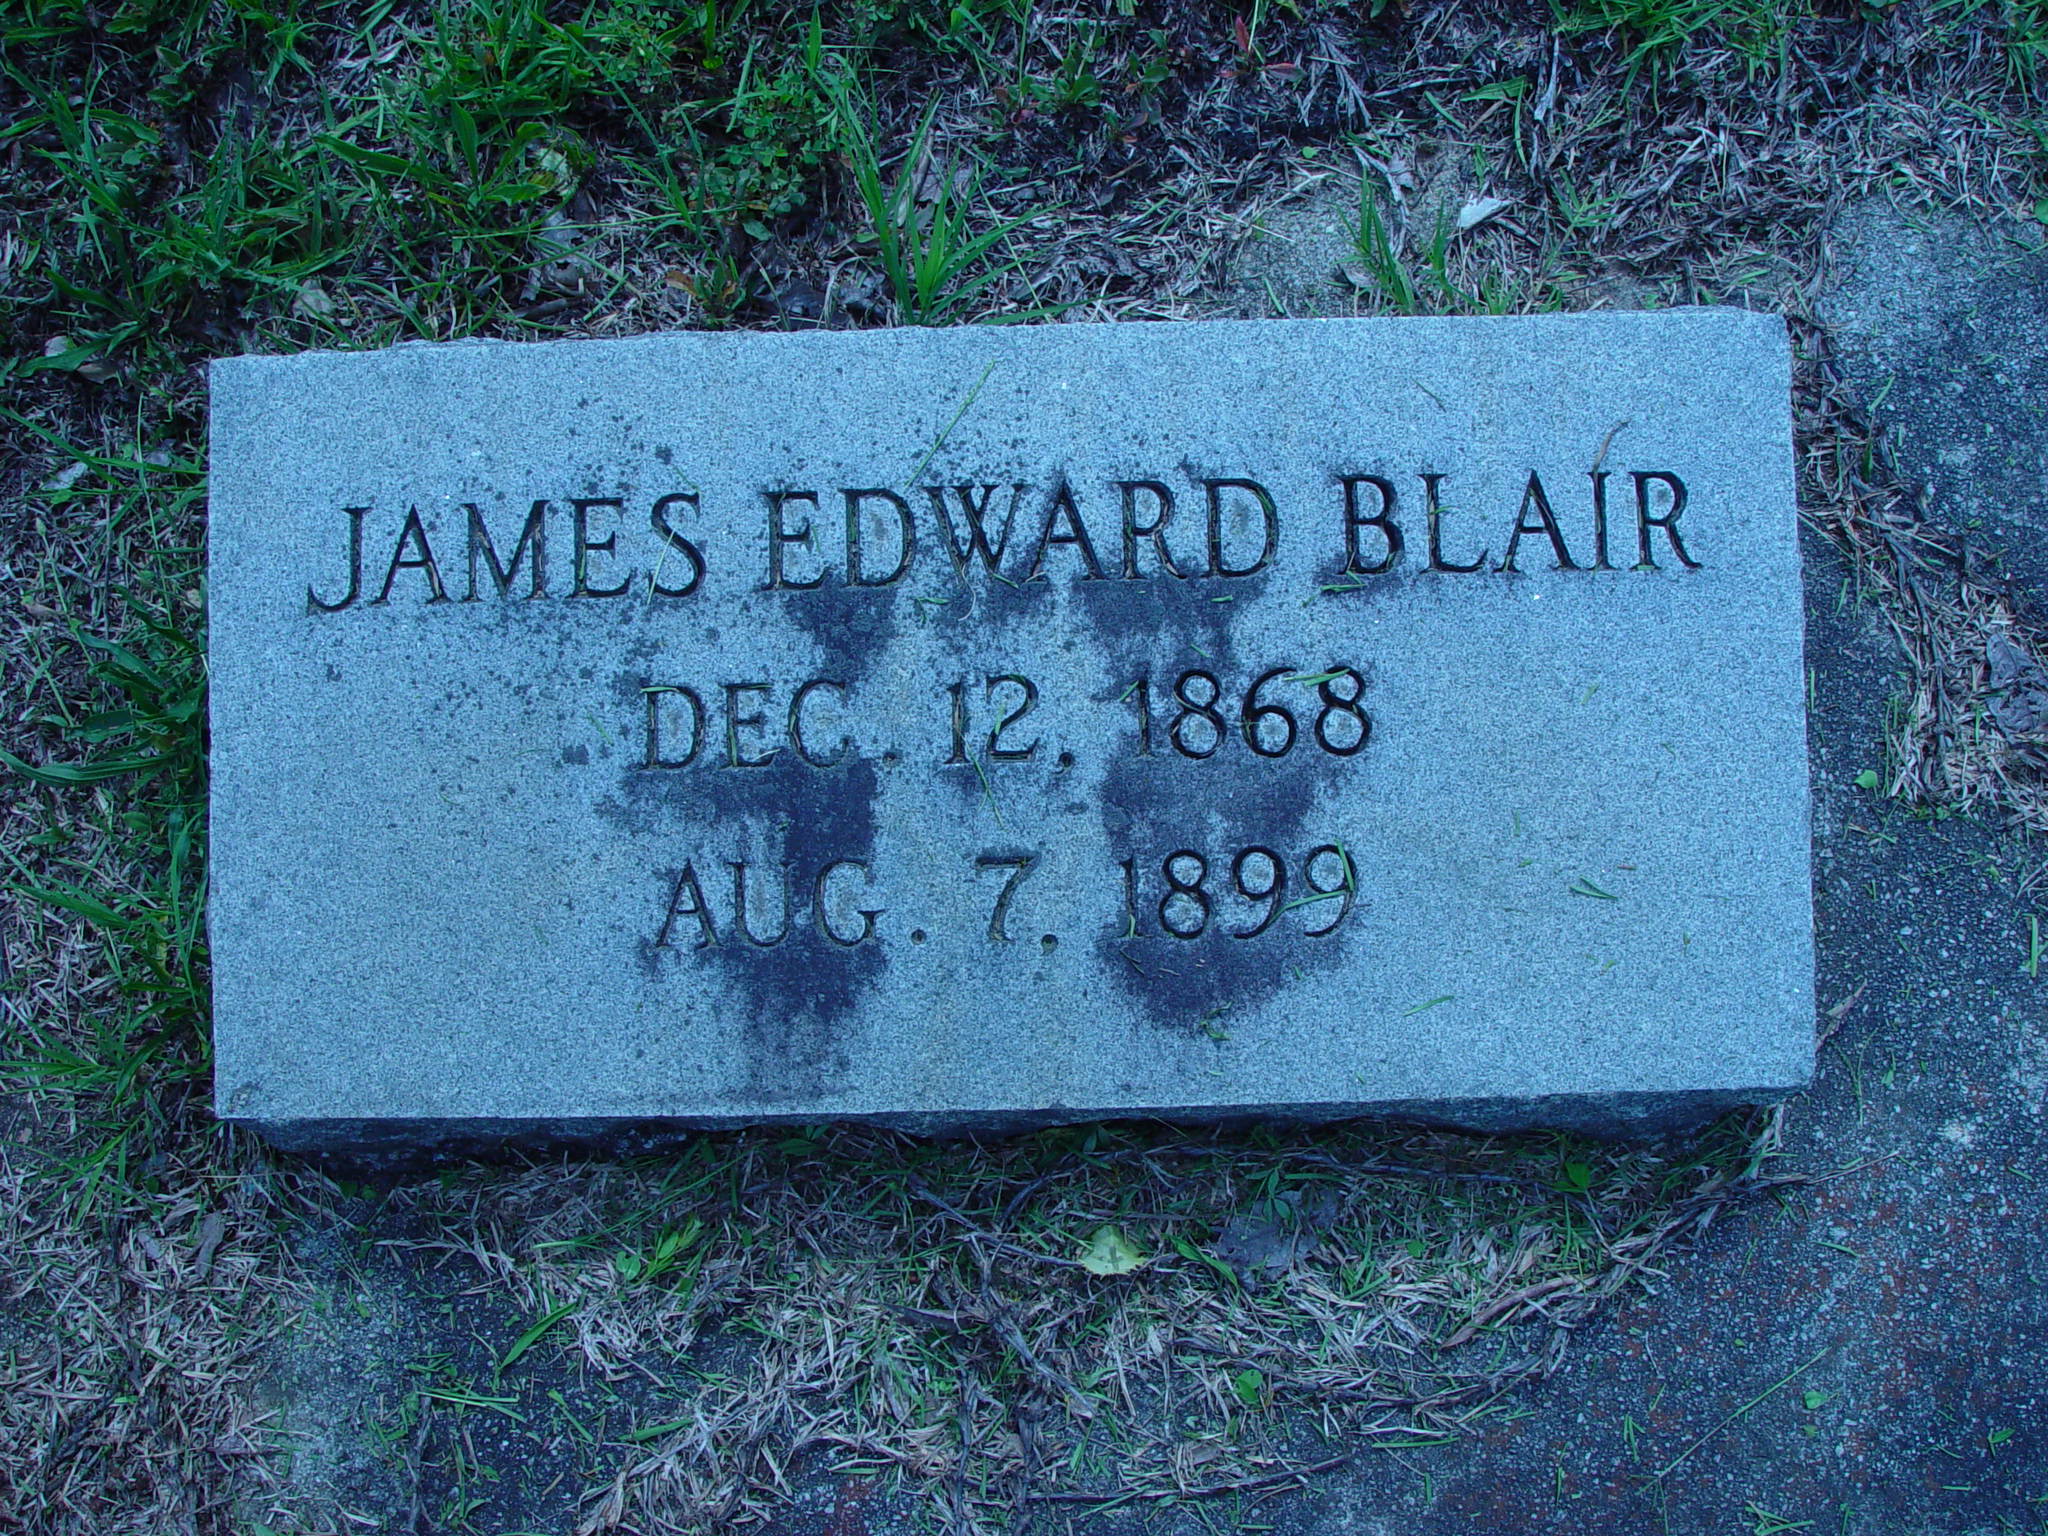 JAMES EDWARD BLAIR
DEC. 12, 1868
AUG. 7, 1899